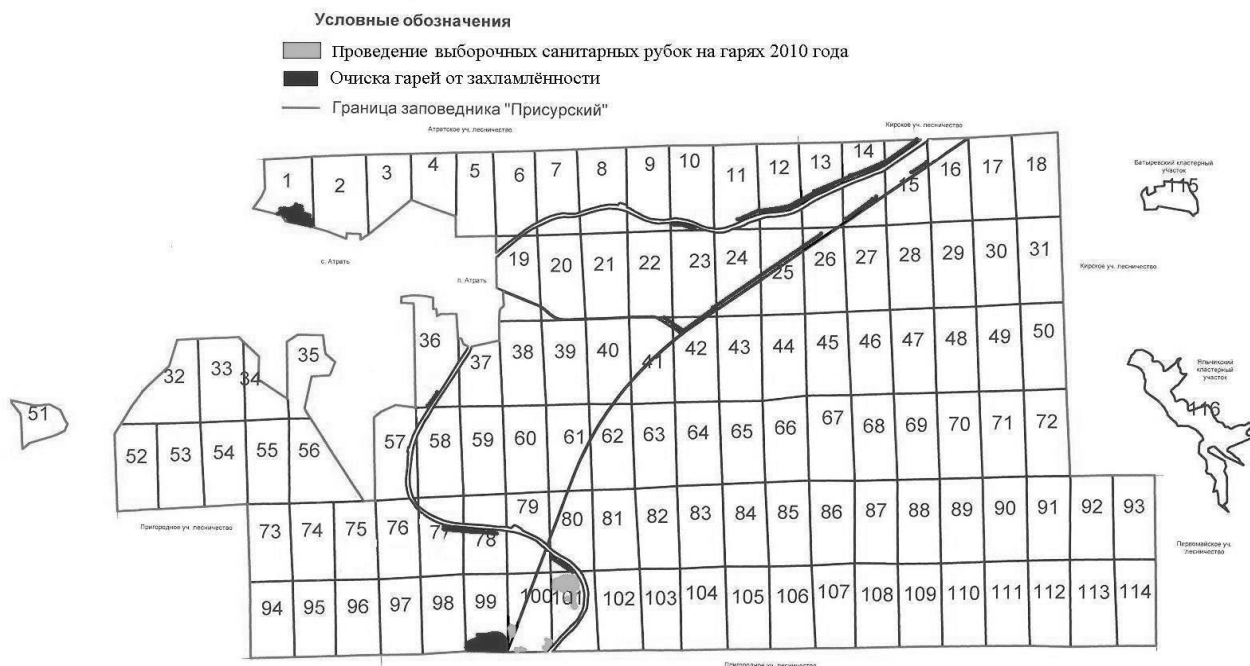 Условные обозначения
Проведение выборочных санитарных рубок на гарях 2010 года
Очиска гарей от захламлённости
Граница заповедника "Присурский"
Атратское уч. лесничество
Кирское уч. лесничество
1 2 3 4 5 6 7 8 9 10 11 12 13 14 15 16 17 18
Батыревский кластерный
участок
115
с. Атрать
п. Атрать
19 20 21 22 23 24 25 26 27 28 29 30 31
Кирское уч. лесничество
32 33 34 35 36 37 38 39 40 41 42 43 44 45 46 47 48 49 50
Яльчикский
кластерный
участок
116
51
52 53 54 55 56 57 58 59 60 61 62 63 64 65 66 67 68 69 70 71 72
Пригородное уч. лесничество
73 74 75 76 77 78 79 80 81 82 83 84 85 86 87 88 89 90 91 92 93
Первомайское уч.
лесничество
94 95 96 97 98 99 100 101 102 103 104 105 106 107 108 109 110 111 112 113 114
Пригородное уч. лесничество